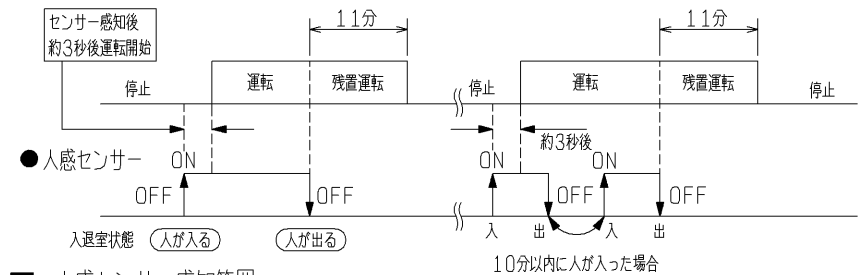 センサー感知後
約3秒後運転開始
11分
11分
停止
運転
残置運転
停止
運転
残置運転
停止
約3秒後
●人感センサー
ON
ON
ON
OFF
OFF
OFF
OFF
入退室状態
人が入る
人が出る
入
出
入
出
10分以内に人が入った場合